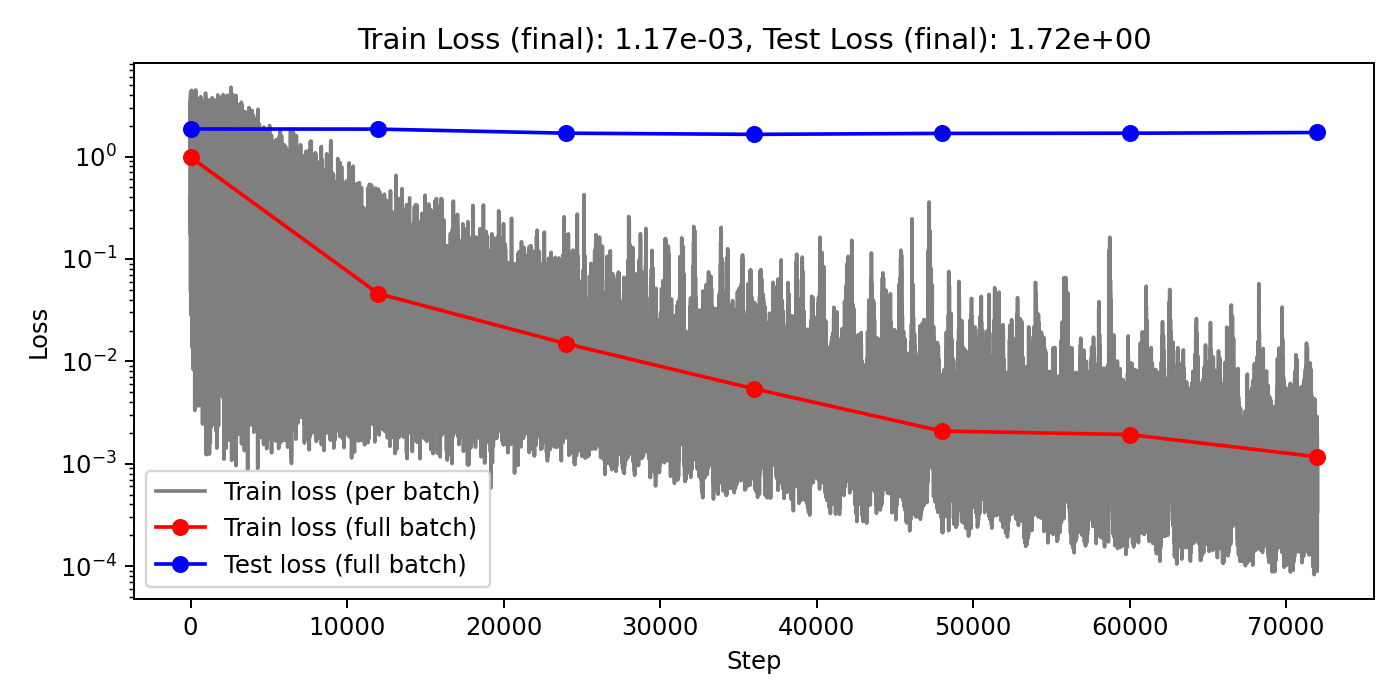 Train Loss (final): 1.17e-03, Test Loss (final): 1.72e+00
Loss
10⁰
10⁻¹
10⁻²
10⁻³
10⁻⁴
Train loss (per batch)
Train loss (full batch)
Test loss (full batch)
0 10000 20000 30000 40000 50000 60000 70000
Step